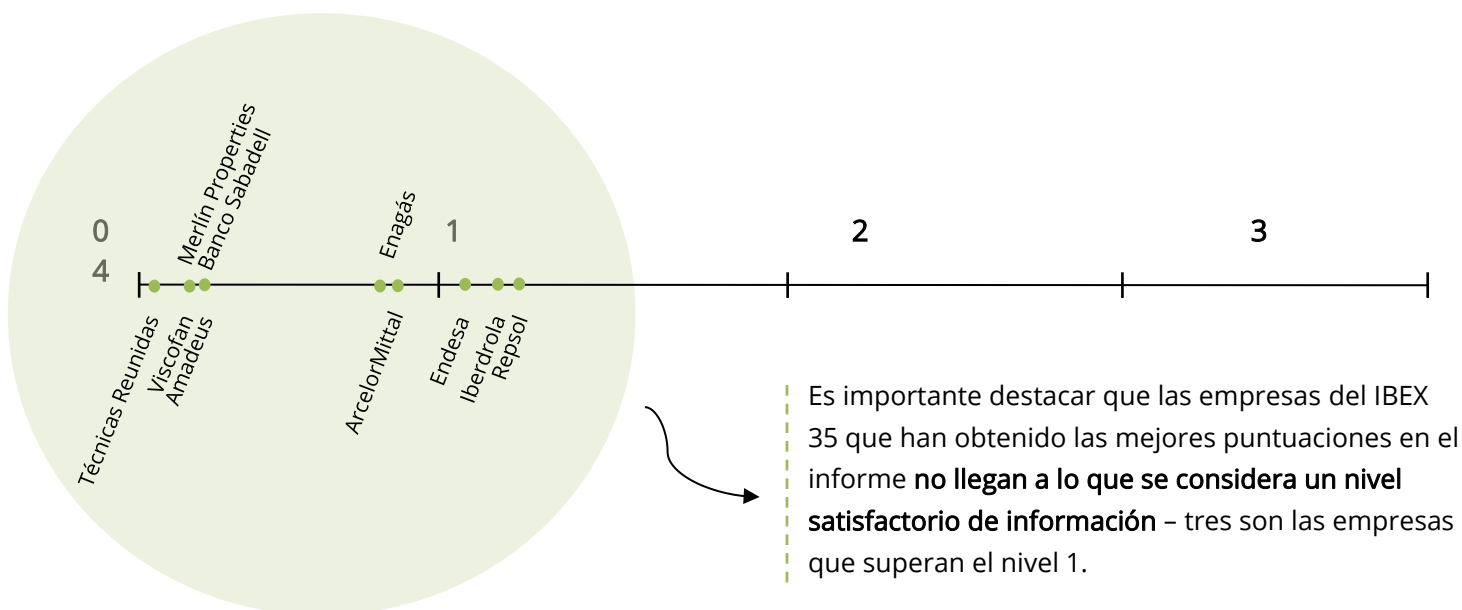 Merlín Properties
Banco Sabadell
Enagás
0 1 2 3
4
Técnicas Reunidas
Viscofan
Amadeus
ArcelorMittal
Endesa
Iberdrola
Repsol
Es importante destacar que las empresas del IBEX
35 que han obtenido las mejores puntuaciones en el
informe no llegan a lo que se considera un nivel
satisfactorio de información – tres son las empresas
que superan el nivel 1.